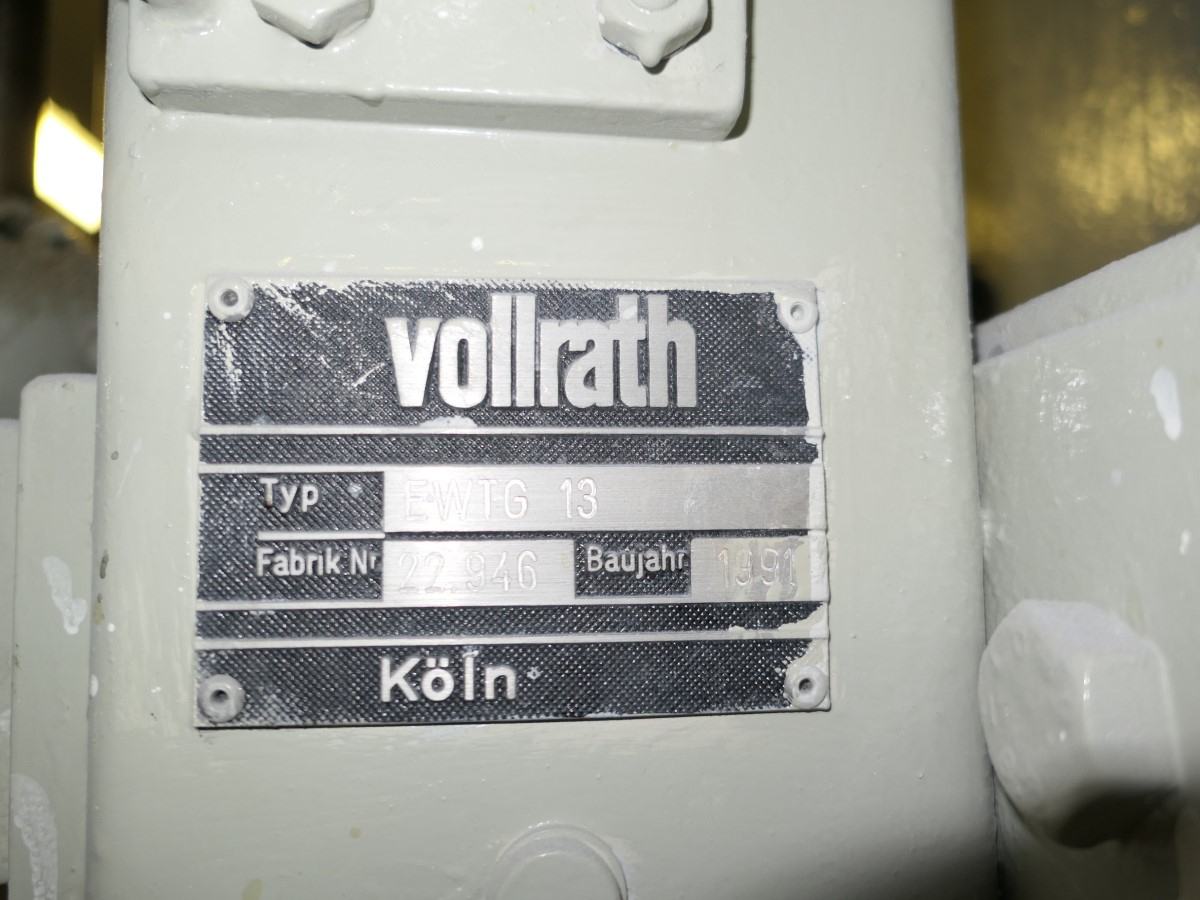 vollrath
Typ EWTG 13
Fabrik Nr 22.946 Baujahr 1991
Köln